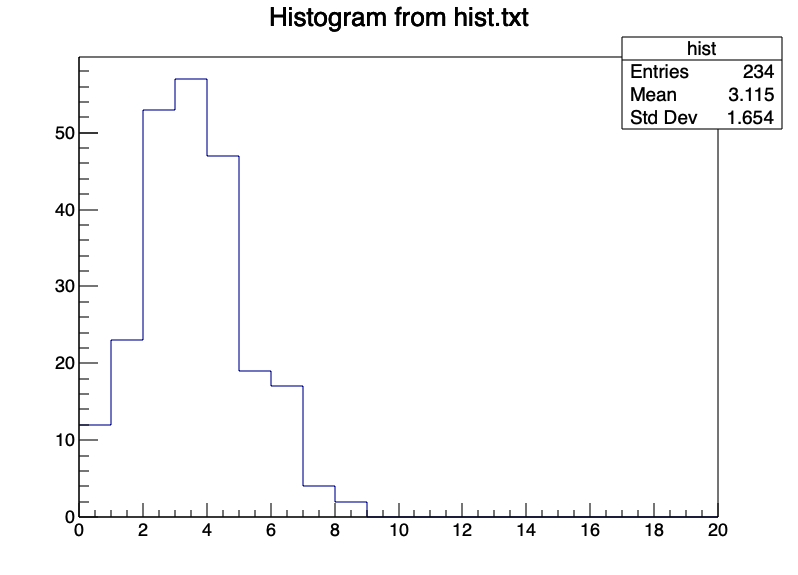 Histogram from hist.txt
hist
Entries 234
Mean 3.115
Std Dev 1.654
50
40
30
20
10
0
0 2 4 6 8 10 12 14 16 18 20